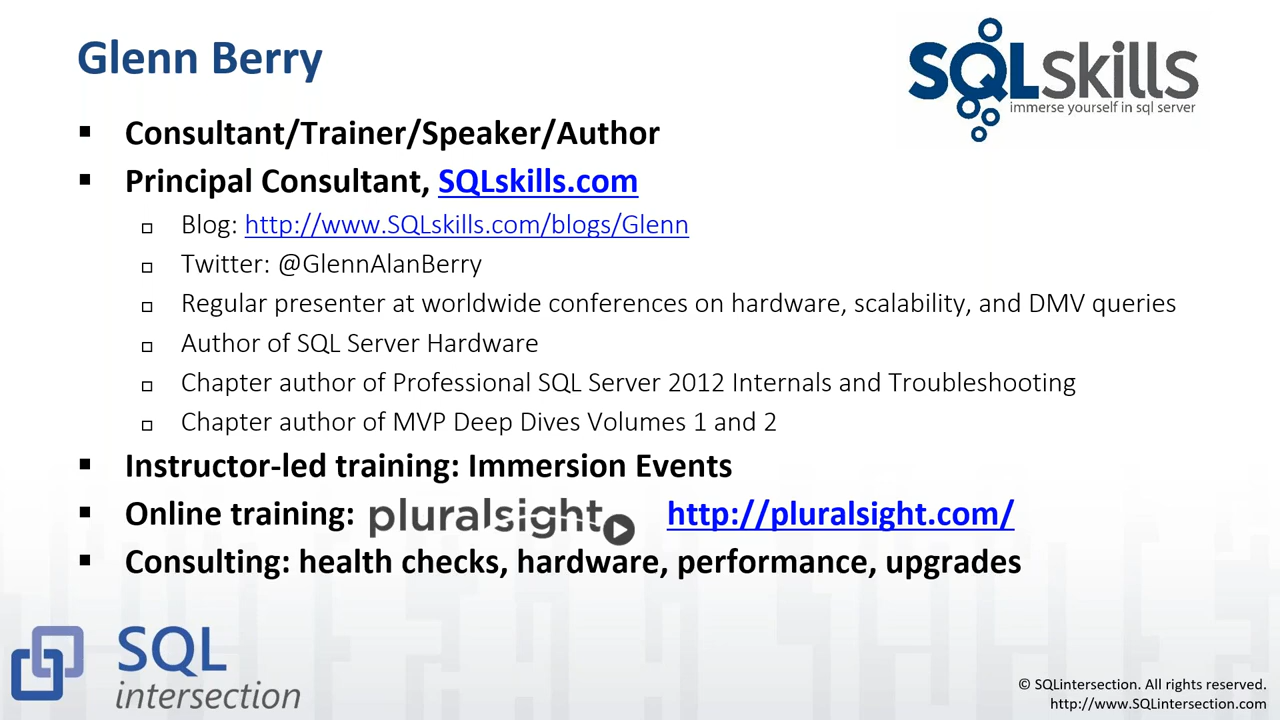 Glenn Berry
SQLskills
immerse yourself in sql server
Consultant/Trainer/Speaker/Author
Principal Consultant, SQLskills.com
Blog: http://www.SQLskills.com/blogs/Glenn
Twitter: @GlennAlanBerry
Regular presenter at worldwide conferences on hardware, scalability, and DMV queries
Author of SQL Server Hardware
Chapter author of Professional SQL Server 2012 Internals and Troubleshooting
Chapter author of MVP Deep Dives Volumes 1 and 2
Instructor-led training: Immersion Events
Online training: pluralsight http://pluralsight.com/
Consulting: health checks, hardware, performance, upgrades
SQL
intersection
© SQLintersection. All rights reserved.
http://www.SQLintersection.com